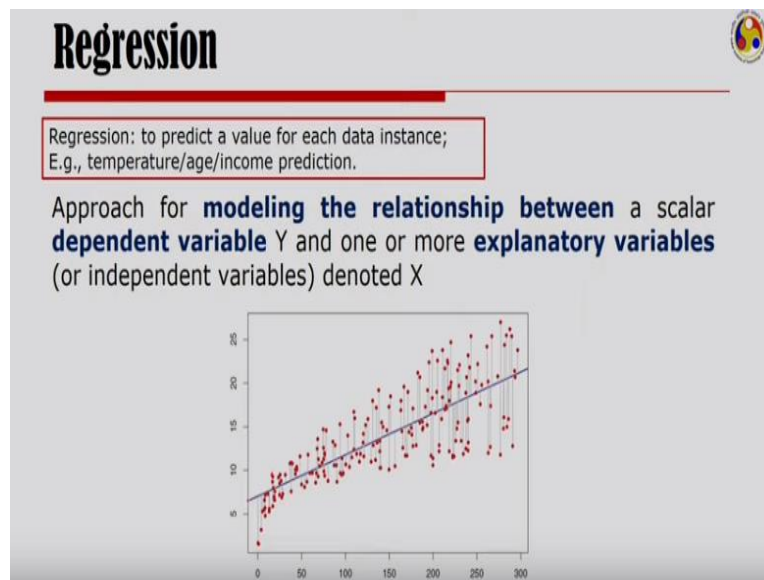 Regression
Regression: to predict a value for each data instance;
E.g., temperature/age/income prediction.
Approach for modeling the relationship between a scalar
dependent variable Y and one or more explanatory variables
(or independent variables) denoted X
25
20
15
10
5
0 50 100 150 200 250 300